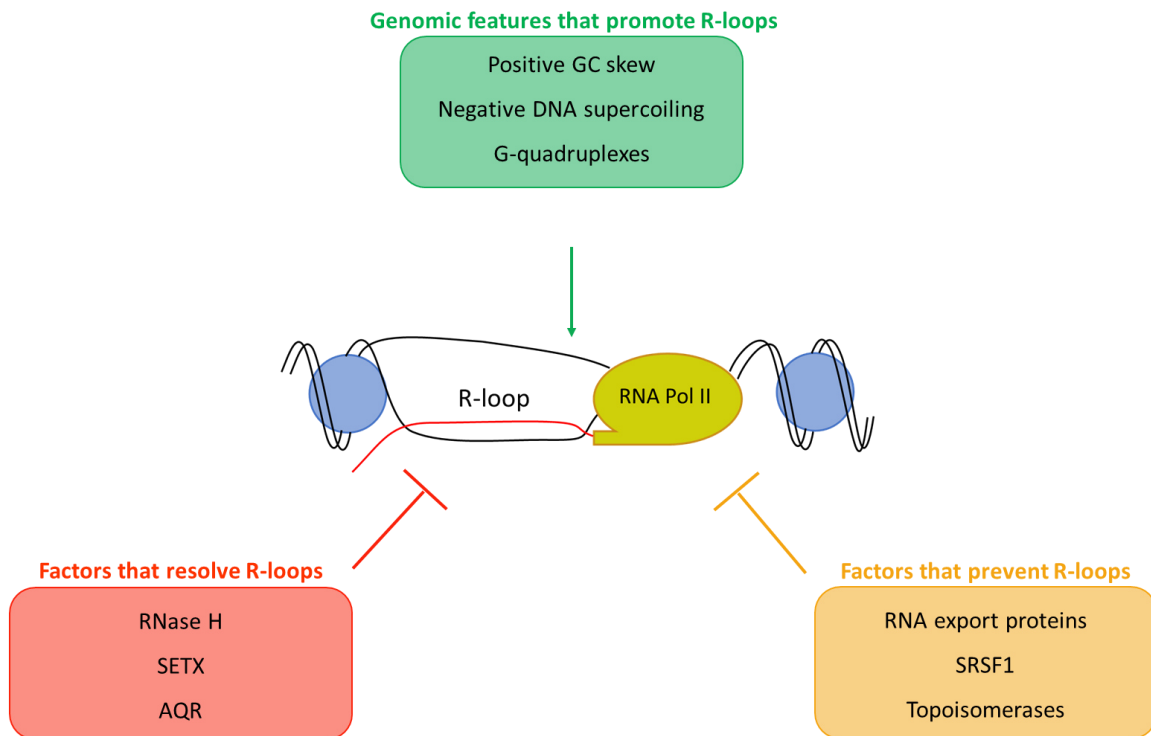 Genomic features that promote R-loops
Positive GC skew
Negative DNA supercoiling
G-quadruplexes
R-loop
RNA Pol II
Factors that resolve R-loops
RNase H
SETX
AQR
Factors that prevent R-loops
RNA export proteins
SRSF1
Topoisomerases